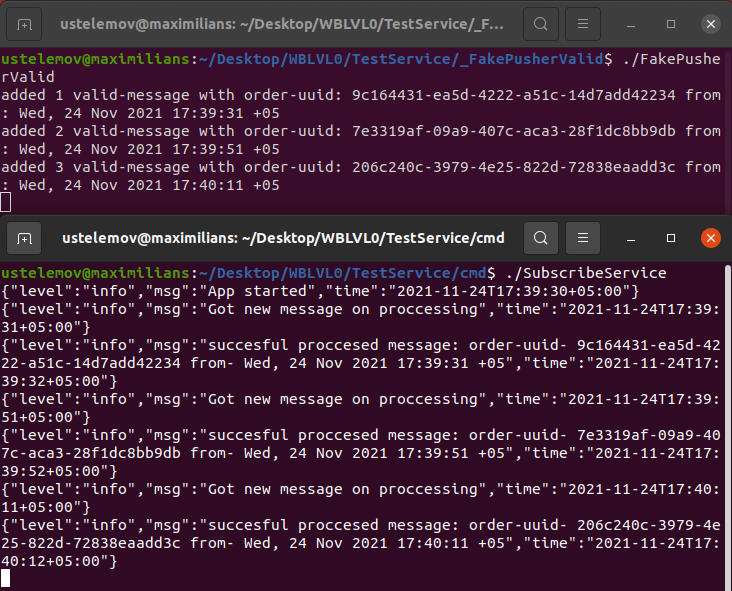 ustelemov@maximilians: ~/Desktop/WBLVL0/TestService/_F...
ustelemov@maximilians:~/Desktop/WBLVL0/TestService/_FakePusherValid$ ./FakePushe
rValid
added 1 valid-message with order-uuid: 9c164431-ea5d-4222-a51c-14d7add42234 from
: Wed, 24 Nov 2021 17:39:31 +05
added 2 valid-message with order-uuid: 7e3319af-09a9-407c-aca3-28f1dc8bb9db from
: Wed, 24 Nov 2021 17:39:51 +05
added 3 valid-message with order-uuid: 206c240c-3979-4e25-822d-72838eaadd3c from
: Wed, 24 Nov 2021 17:40:11 +05
ustelemov@maximilians: ~/Desktop/WBLVL0/TestService/cmd
ustelemov@maximilians:~/Desktop/WBLVL0/TestService/cmd$ ./SubscribeService
{"level":"info","msg":"App started","time":"2021-11-24T17:39:30+05:00"}
{"level":"info","msg":"Got new message on proccessing","time":"2021-11-24T17:39:
31+05:00"}
{"level":"info","msg":"succesful proccesed message: order-uuid- 9c164431-ea5d-42
22-a51c-14d7add42234 from- Wed, 24 Nov 2021 17:39:31 +05","time":"2021-11-24T17:
39:32+05:00"}
{"level":"info","msg":"Got new message on proccessing","time":"2021-11-24T17:39:
51+05:00"}
{"level":"info","msg":"succesful proccesed message: order-uuid- 7e3319af-09a9-40
7c-aca3-28f1dc8bb9db from- Wed, 24 Nov 2021 17:39:51 +05","time":"2021-11-24T17:
39:52+05:00"}
{"level":"info","msg":"Got new message on proccessing","time":"2021-11-24T17:40:
11+05:00"}
{"level":"info","msg":"succesful proccesed message: order-uuid- 206c240c-3979-4e
25-822d-72838eaadd3c from- Wed, 24 Nov 2021 17:40:11 +05","time":"2021-11-24T17:
40:12+05:00"}